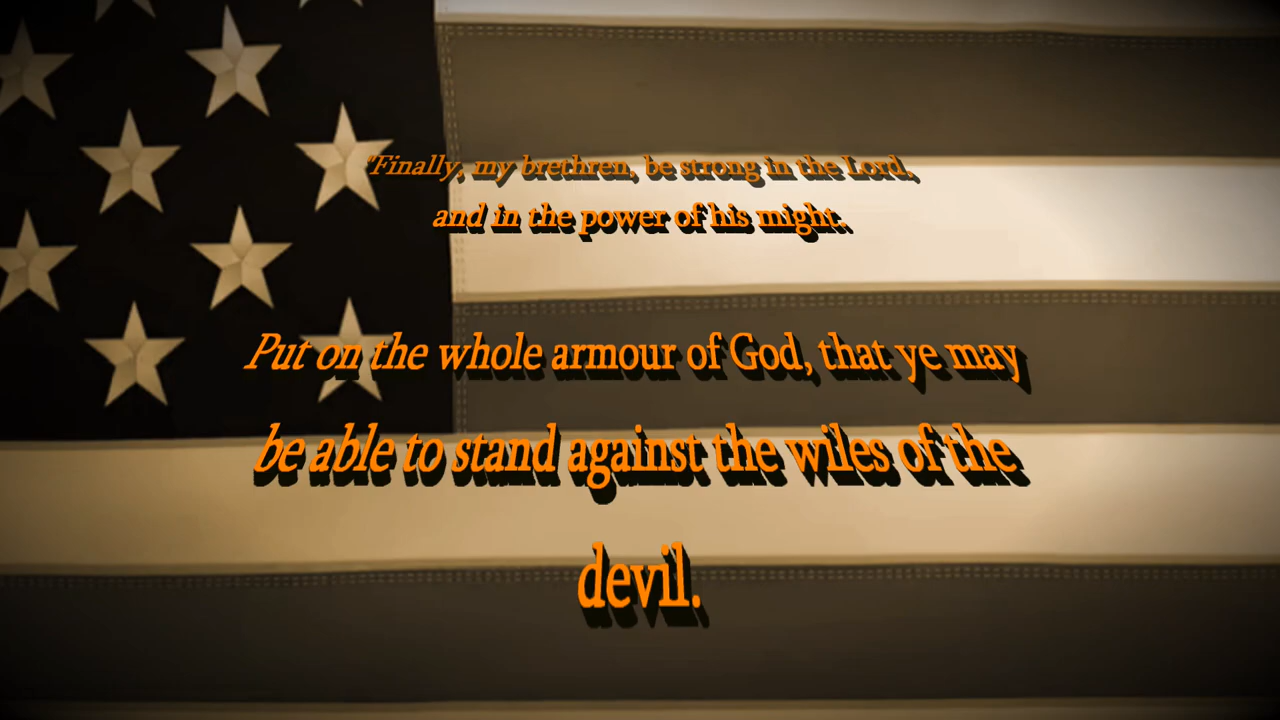 "Finally, my brethren, be strong in the Lord,
and in the power of his might.
Put on the whole armour of God, that ye may
be able to stand against the wiles of the
devil.